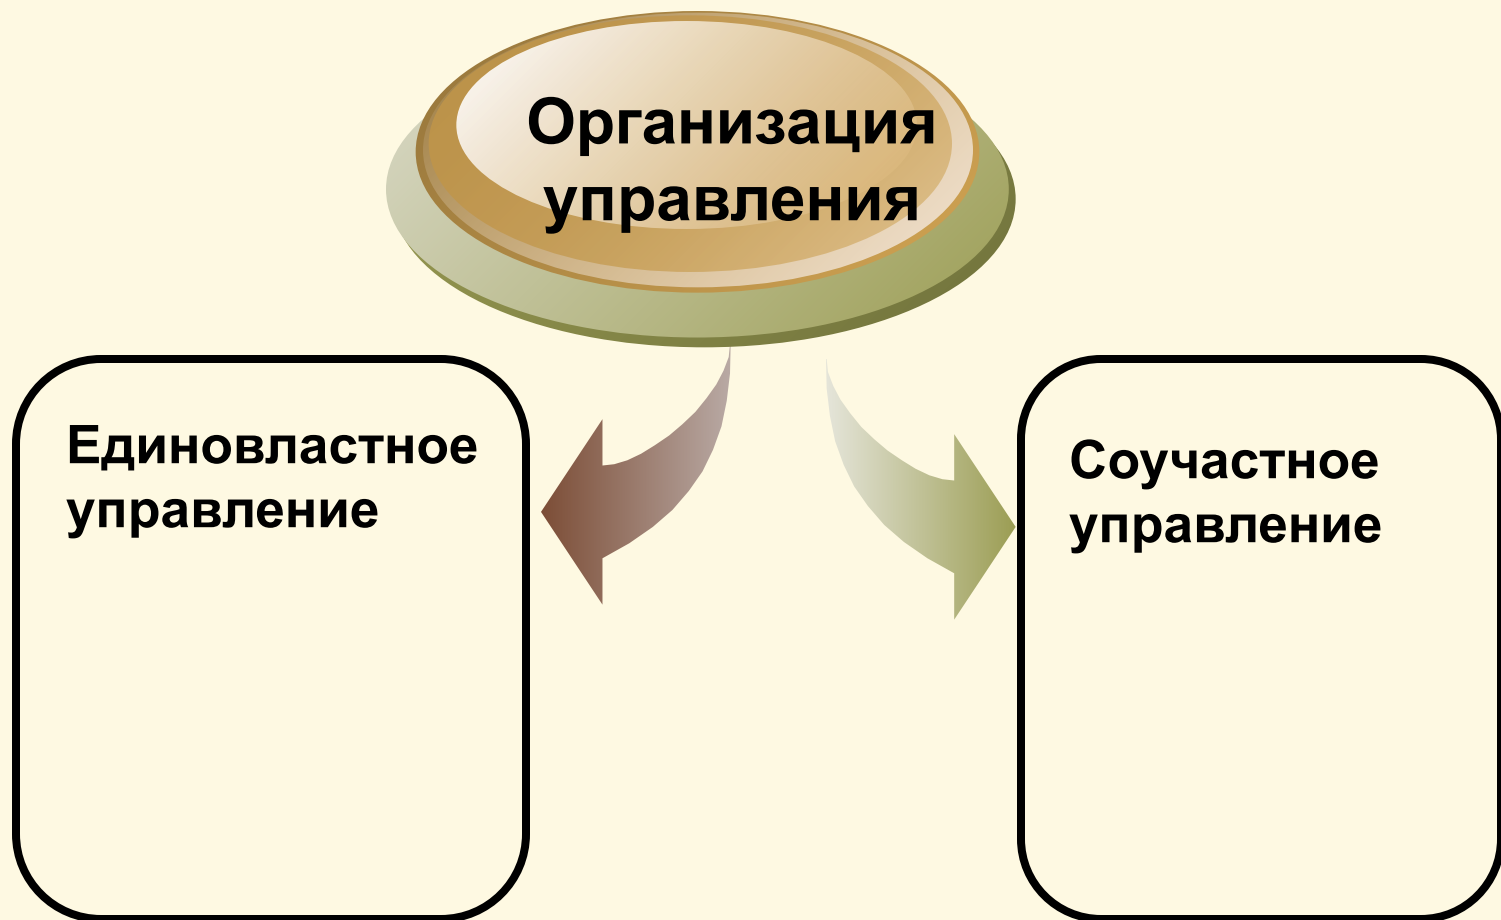 Организация
управления
Единовластное
управление
Соучастное
управление